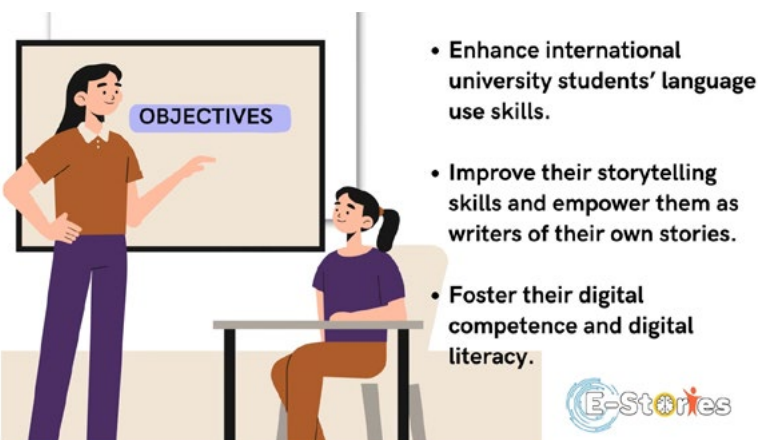 OBJECTIVES
• Enhance international
university students’ language
use skills.
• Improve their storytelling
skills and empower them as
writers of their own stories.
• Foster their digital
competence and digital
literacy.
E-Stories